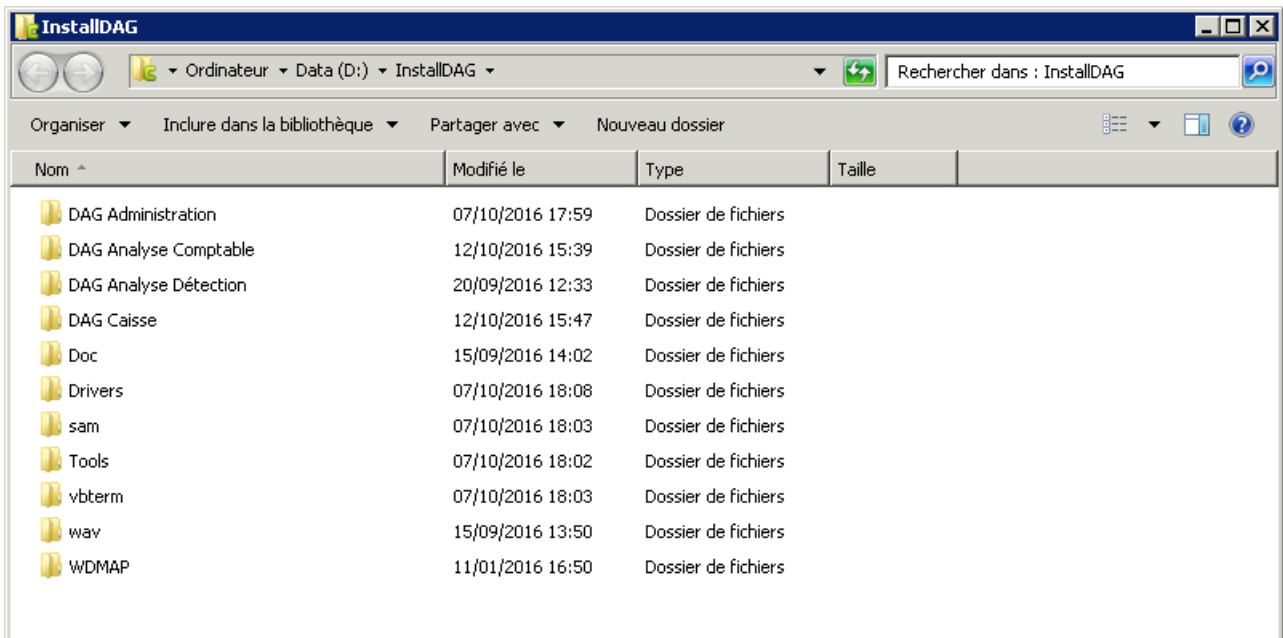 InstallDAG
Ordinateur Data (D:) InstallDAG Rechercher dans : InstallDAG
Organiser Inclure dans la bibliothèque Partager avec Nouveau dossier
Nom Modifié le Type Taille
DAG Administration 07/10/2016 17:59 Dossier de fichiers
DAG Analyse Comptable 12/10/2016 15:39 Dossier de fichiers
DAG Analyse Détection 20/09/2016 12:33 Dossier de fichiers
DAG Caisse 12/10/2016 15:47 Dossier de fichiers
Doc 15/09/2016 14:02 Dossier de fichiers
Drivers 07/10/2016 18:08 Dossier de fichiers
sam 07/10/2016 18:03 Dossier de fichiers
Tools 07/10/2016 18:02 Dossier de fichiers
vbterm 07/10/2016 18:03 Dossier de fichiers
wav 15/09/2016 13:50 Dossier de fichiers
WDMAP 11/01/2016 16:50 Dossier de fichiers